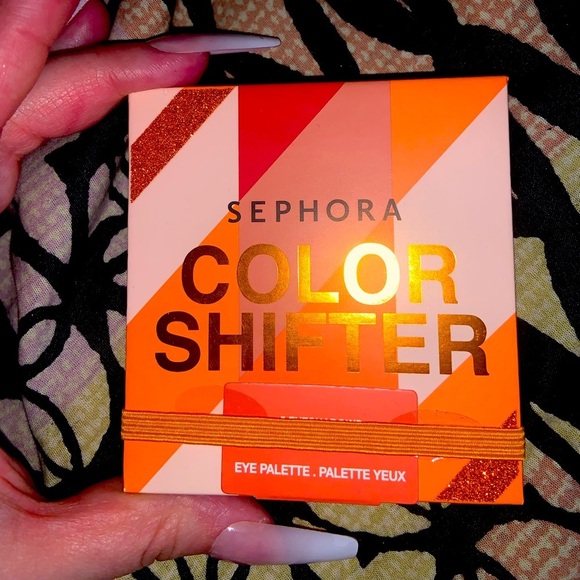 SEPHORA
COLOR
SHIFTER
EYE PALETTE . PALETTE YEUX